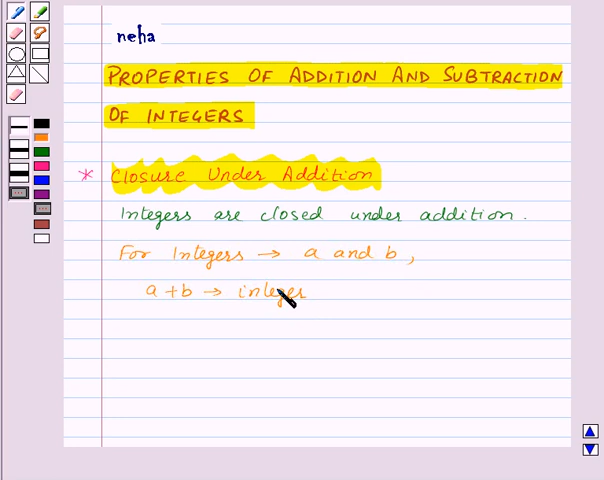 neha
PROPERTIES OF ADDITION AND SUBTRACTION
OF INTEGERS
* Closure Under Addition
Integers are closed under addition.
For Integers → a and b,
a + b → integer